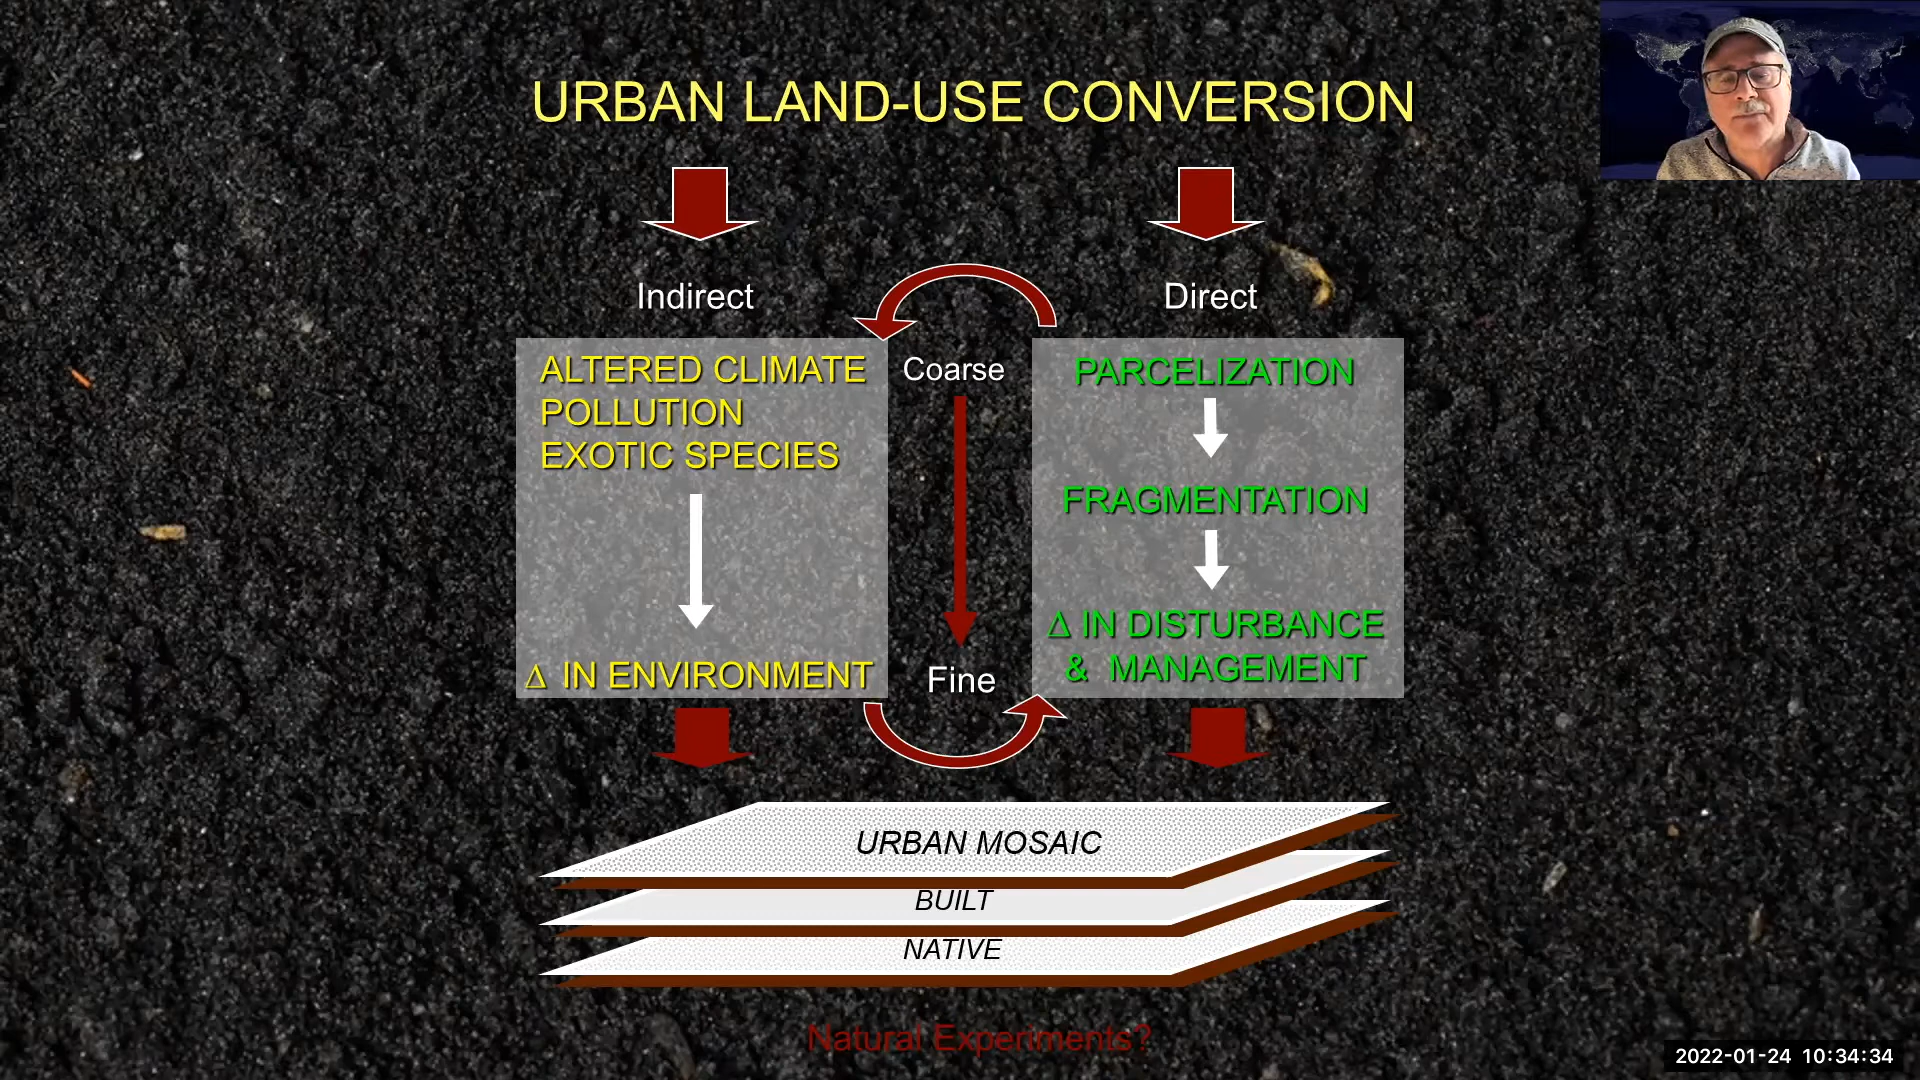 URBAN LAND-USE CONVERSION
Indirect
Direct
ALTERED CLIMATE
POLLUTION
EXOTIC SPECIES
Δ IN ENVIRONMENT
Coarse
Fine
PARCELIZATION
FRAGMENTATION
Δ IN DISTURBANCE
& MANAGEMENT
URBAN MOSAIC
BUILT
NATIVE
Natural Experiments?
2022-01-24 10:34:34